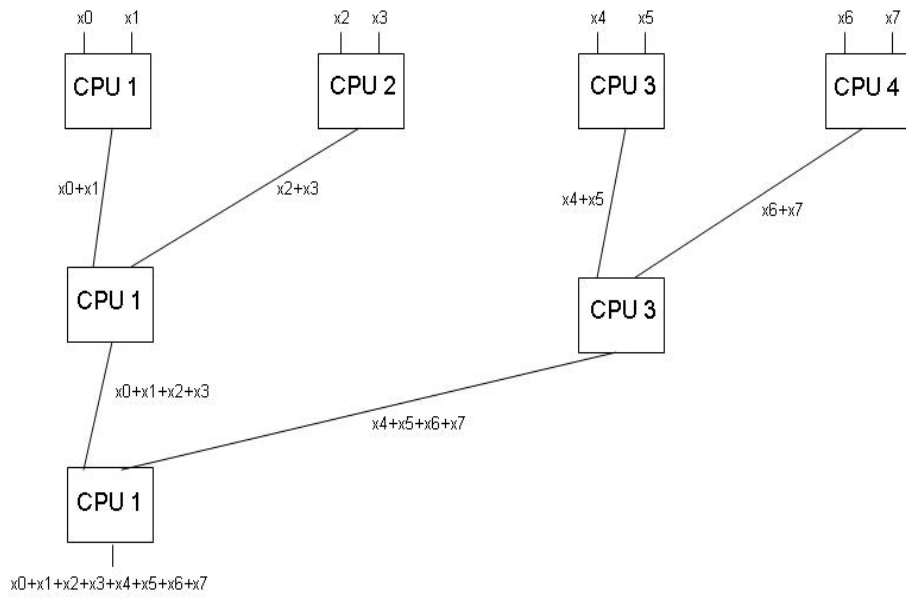 x0 x1 x2 x3 x4 x5 x6 x7
CPU 1 CPU 2 CPU 3 CPU 4
x0+x1 x2+x3 x4+x5 x6+x7
CPU 1 CPU 3
x0+x1+x2+x3 x4+x5+x6+x7
CPU 1
x0+x1+x2+x3+x4+x5+x6+x7